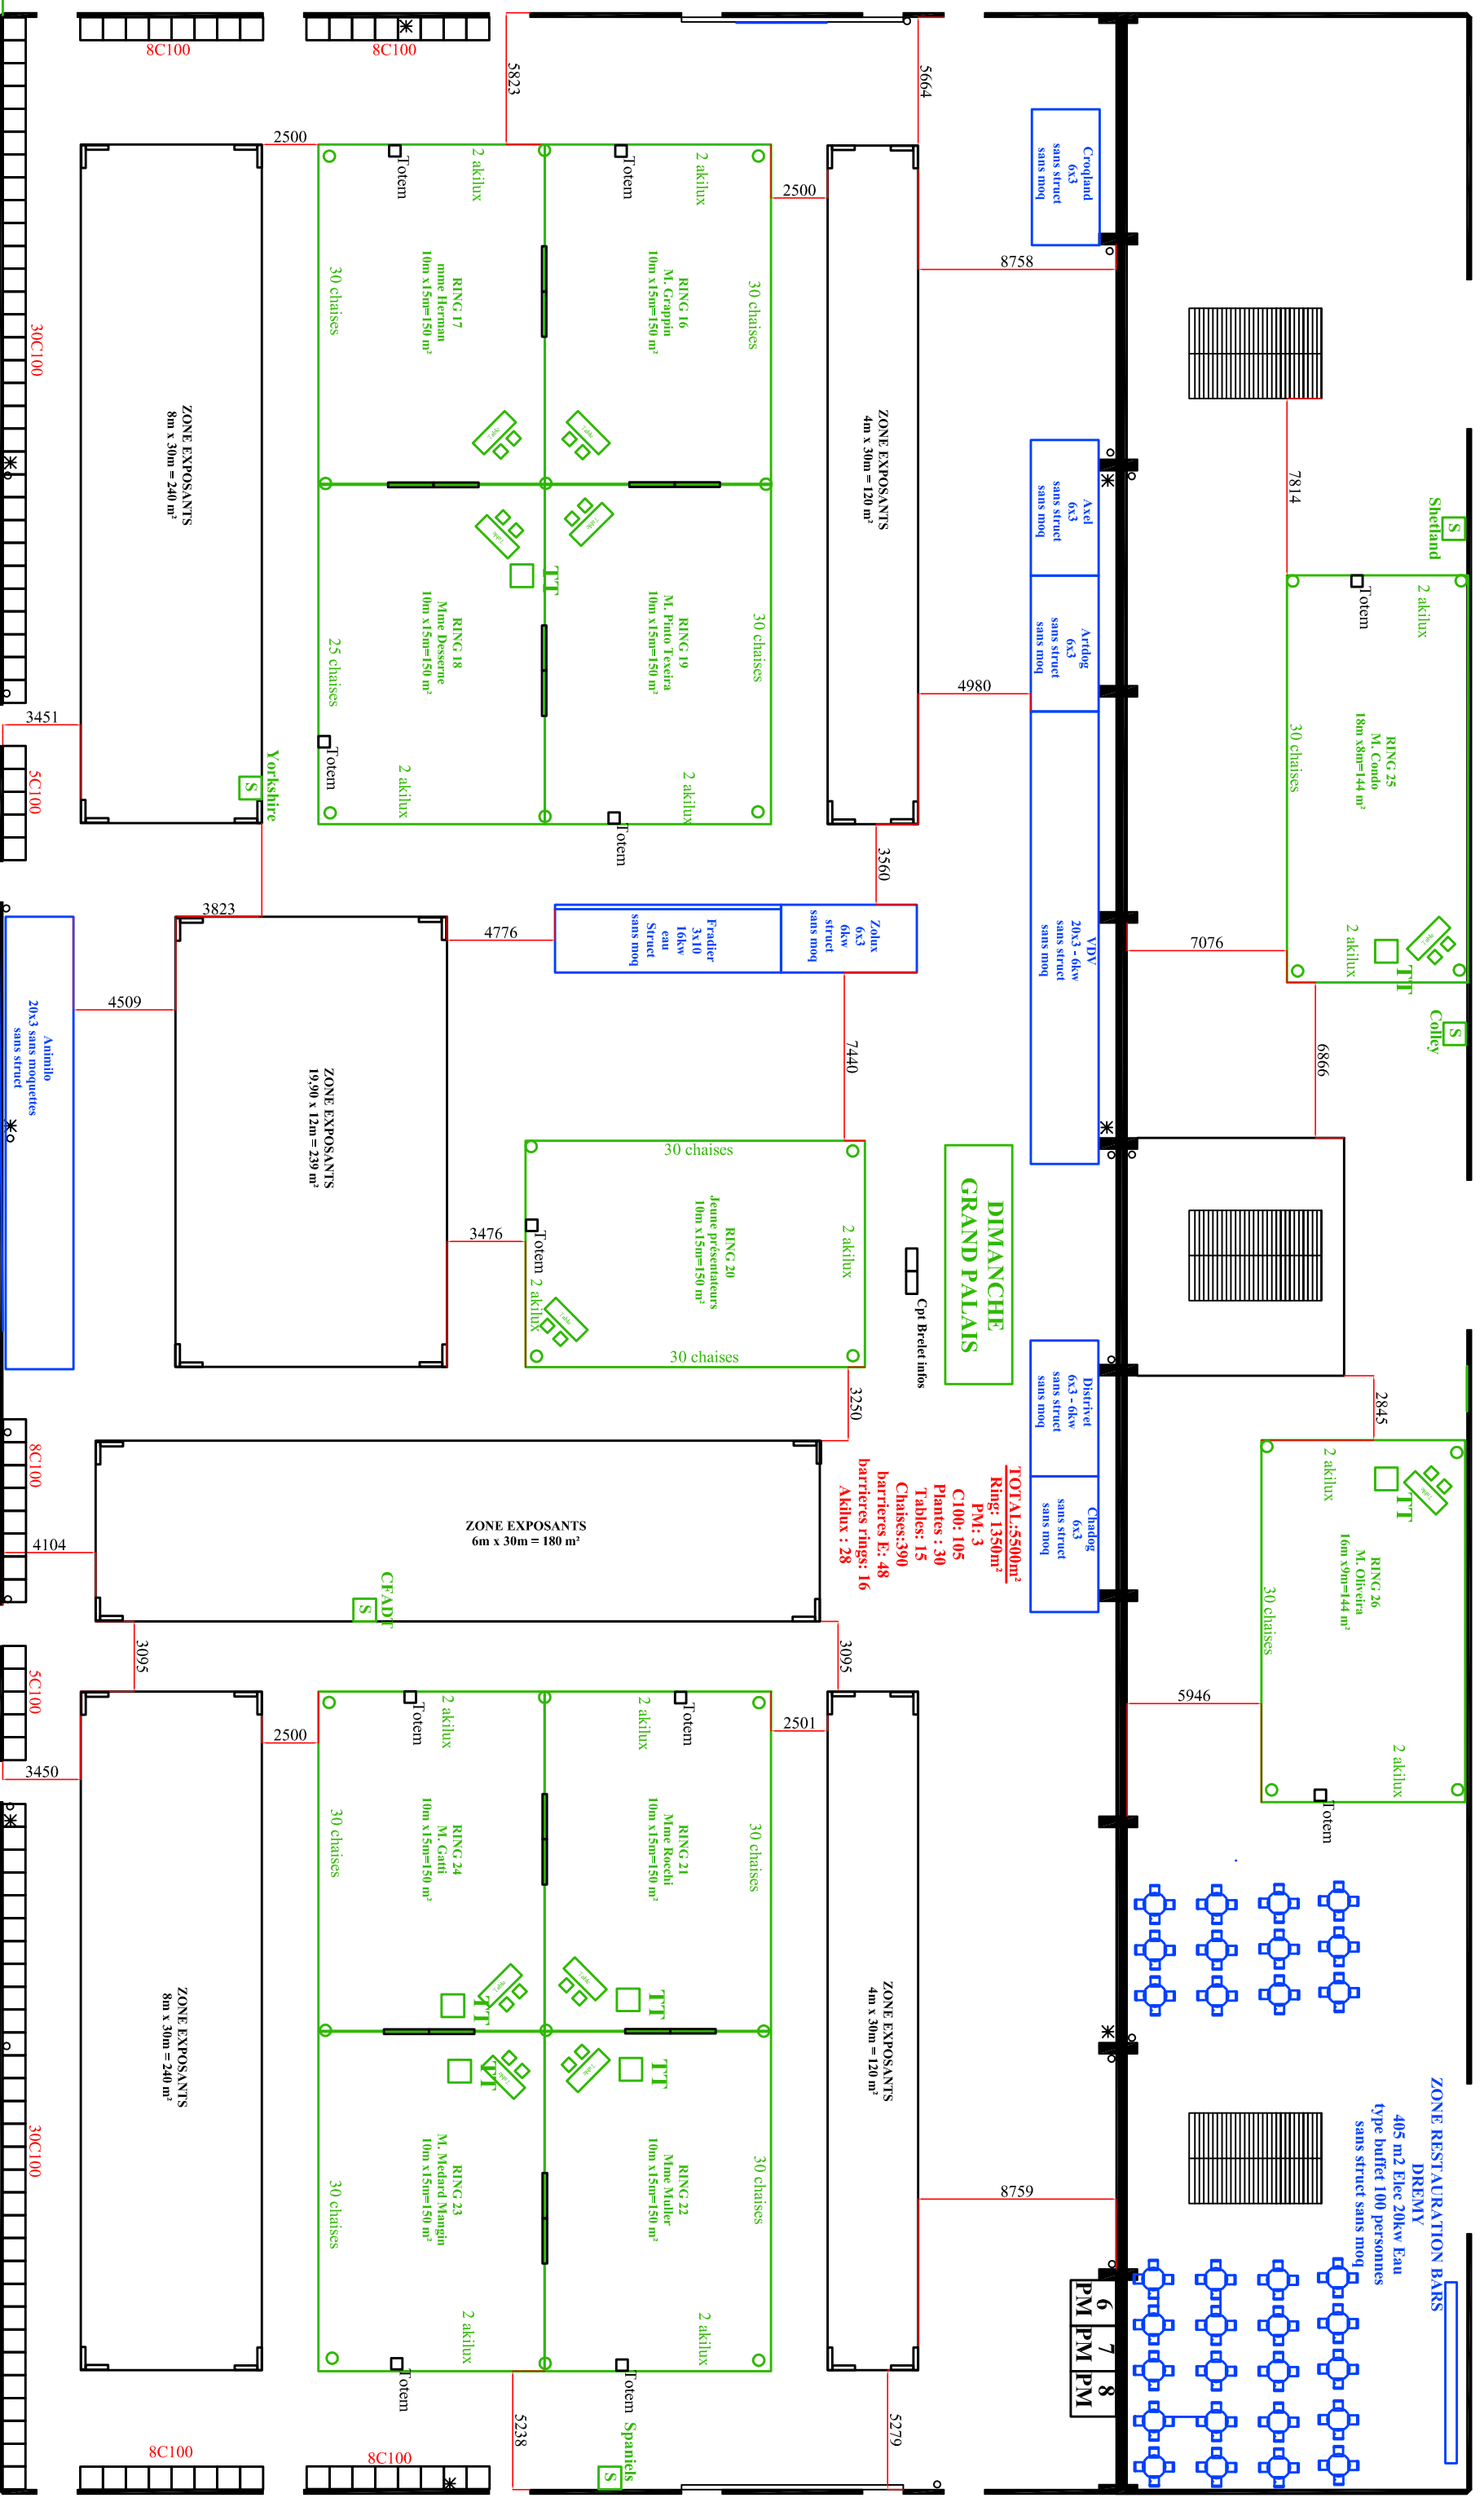 8C100
8C100
5823
5664
2500
2500
8758
Totem
2 akilux
Totem
2 akilux
Croqland
6x3
sans struct
sans moq
30C100
30 chaises
RING 17
mme Herman
10m x15m=150 m²
RING 16
M. Grappin
10m x15m=150 m²
30 chaises
ZONE EXPOSANTS
8m x 30m = 240 m²
Table
Table
ZONE EXPOSANTS
4m x 30m = 120 m²
7814
Shetland
S
Axel
6x3
sans struct
sans moq
Table
Table
TT
Artdog
6x3
sans struct
sans moq
Totem
2 akilux
25 chaises
RING 18
Mme Desserne
10m x15m=150 m²
RING 19
M. Pinto Texeira
10m x15m=150 m²
30 chaises
4980
3451
5C100
Yorkshire
S
Totem
2 akilux
2 akilux
Totem
3560
30 chaises
RING 25
M. Condo
18m x8m=144 m²
3823
4776
Fradier
3x10
16kw
eau
Struct
sans moq
Zolux
6x3
6kw
struct
sans moq
VDV
20x3 - 6kw
sans struct
sans moq
7076
2 akilux
Table
TT
4509
Animilo
20x3 sans moquettes
sans struct
ZONE EXPOSANTS
19,90 x 12m=239 m²
7440
Colley
S
6866
30 chaises
RING 20
Jeune présentateurs
10m x15m=150 m²
2 akilux
3476
Totem
2 akilux
Table
30 chaises
DIMANCHE
GRAND PALAIS
Cpt Brelet infos
3250
Distrivet
6x3 - 6kw
sans struct
sans moq
2845
8C100
4104
ZONE EXPOSANTS
6m x 30m = 180 m²
CFADT
S
TOTAL:5500m²
Ring: 1350m²
PM: 3
C100: 105
Plantes : 30
Tables: 15
Chaises:390
barrieres E: 48
barrieres rings: 16
Akilux : 28
Chadog
6x3
sans struct
sans moq
2 akilux
Table
TT
RING 26
M. Oliveira
16m x9m=144 m²
30 chaises
3095
3095
5C100
3450
2500
2501
5946
Totem
2 akilux
2 akilux
Totem
2 akilux
Totem
30 chaises
RING 24
M. Gatti
10m x15m=150 m²
RING 21
Mme Rocchi
10m x15m=150 m²
30 chaises
Table
TT
Table
TT
ZONE EXPOSANTS
8m x 30m = 240 m²
ZONE EXPOSANTS
4m x 30m = 120 m²
Table
TT
Table
TT
30C100
30 chaises
RING 23
M. Medard Mangin
10m x15m=150 m²
RING 22
Mme Muller
10m x15m=150 m²
30 chaises
8759
ZONE RESTAURATION BARS
DREMY
405 m2 Elec 20kw Eau
type buffet 100 personnes
sans struct sans moq
6
PM
7
PM
8
PM
2 akilux
2 akilux
Totem
Totem
5238
Spaniels
S
5279
8C100
8C100